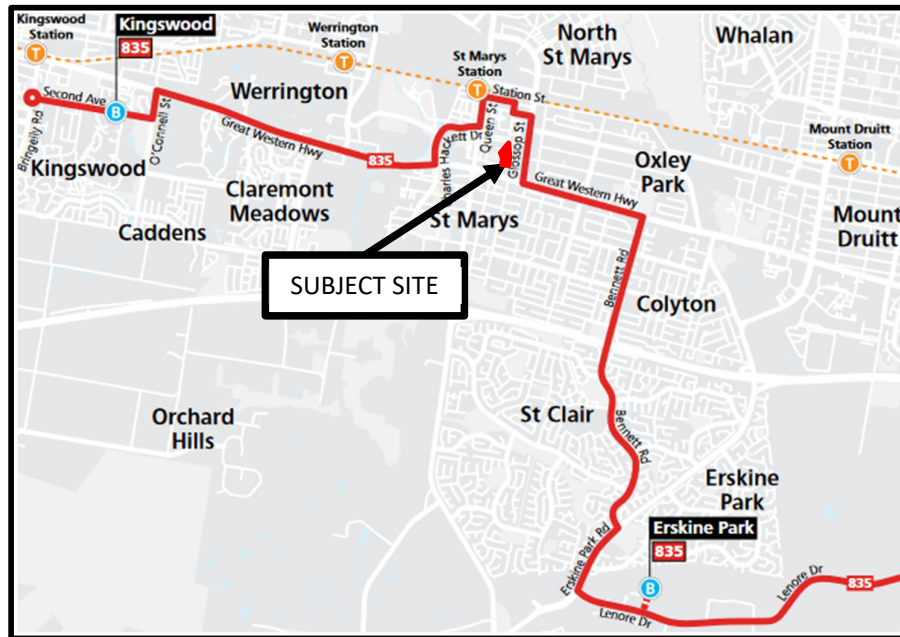 Kingswood
Station
T
Kingswood
835
Werrington
Station
T
St Marys
Station
T
North
St Marys
Whalan
Second Ave
B
Bringelly Rd
O'Connell St
Werrington
Great Western Hwy
835
Charles Hackett Dr
Queen St
Station St
Glossop St
Mount Druitt
Station
T
Kingswood
Claremont
Meadows
Caddens
St Marys
Oxley
Park
Great Western Hwy
Mount
Druitt
SUBJECT SITE
Bennett Rd
Colyton
Orchard
Hills
St Clair
Bennett Rd
Erskine
Park
Erskine Park
835
B
Erskine Park Rd
Lenore Dr
Lenore Dr
835